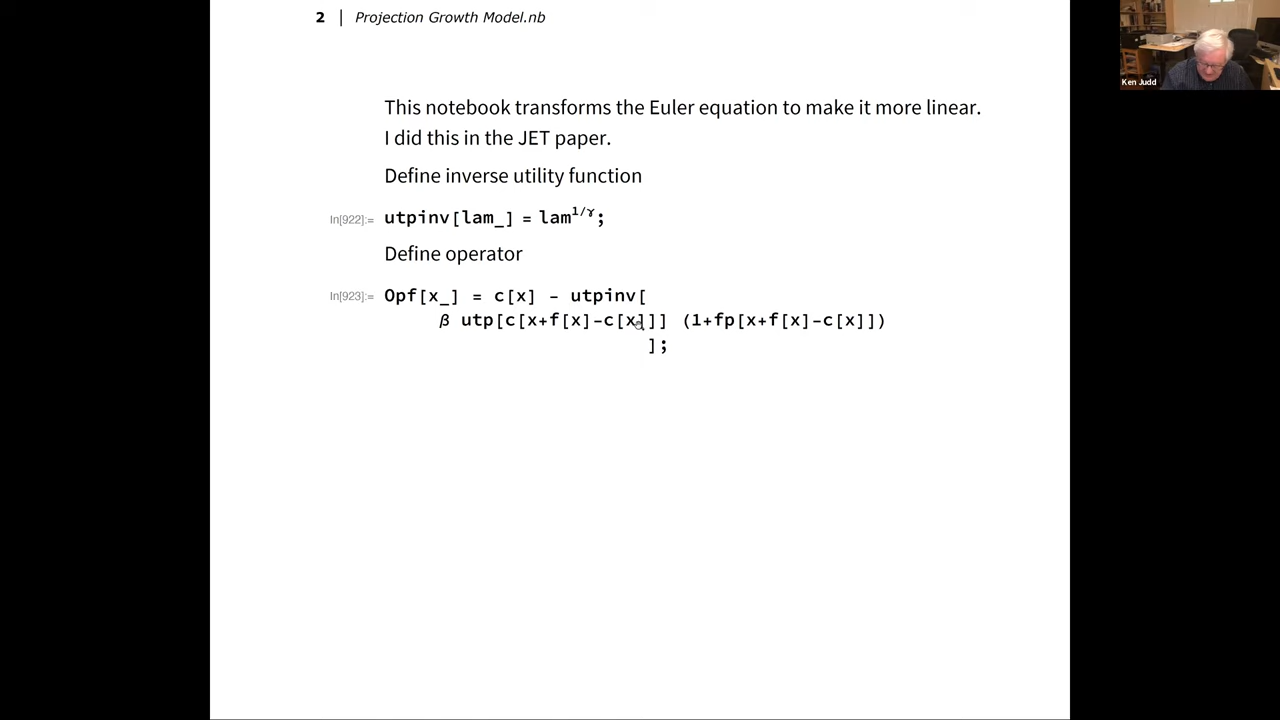 2 | Projection Growth Model.nb
Ken Judd
This notebook transforms the Euler equation to make it more linear.
I did this in the JET paper.
Define inverse utility function
In[922]:= utpinv[lam_] = lam^1/γ;
Define operator
In[923]:= Opf[x_] = c[x] - utpinv[
β utp[c[x+f[x]-c[x]]] (1+fp[x+f[x]-c[x]])
];